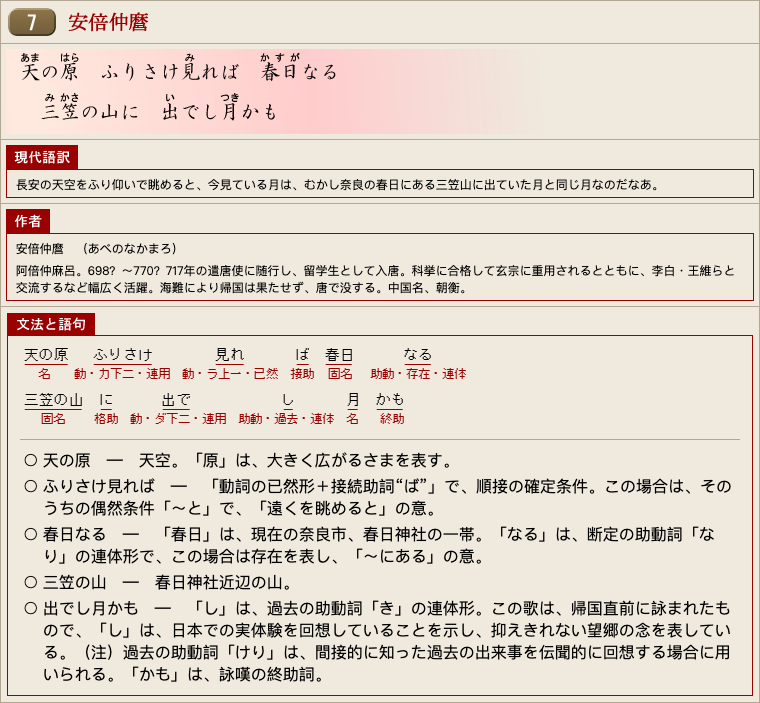 7 安倍仲麿
天の原 ふりさけ見れば 春日なる
三笠の山に 出でし月かも
現代語訳
長安の天空をふり仰いで眺めると、今見ている月は、むかし奈良の春日にある三笠山に出ていた月と同じ月なのだなあ。
作者
安倍仲麿 （あべのなかまろ）
阿倍仲麻呂。698？～770？717年の遣唐使に随行し、留学生として入唐。科挙に合格して玄宗に重用されるとともに、李白・王維らと
交流するなど幅広く活躍。海難により帰国は果たせず、唐で没する。中国名、朝衡。
文法と語句
天の原 ふりさけ 見れ ば 春日 なる
名 動・カ下二・連用 動・ラ上一・已然 接助 固名 助動・存在・連体
三笠の山 に 出で し 月 かも
固名 格助 動・ダ下二・連用 助動・過去・連体 名 終助
○ 天の原 ― 天空。「原」は、大きく広がるさまを表す。
○ ふりさけ見れば ― 「動詞の已然形＋接続助詞“ば”」で、順接の確定条件。この場合は、その
うちの偶然条件「～と」で、「遠くを眺めると」の意。
○ 春日なる ― 「春日」は、現在の奈良市、春日神社の一帯。「なる」は、断定の助動詞「な
り」の連体形で、この場合は存在を表し、「～にある」の意。
○ 三笠の山 ― 春日神社近辺の山。
○ 出でし月かも ― 「し」は、過去の助動詞「き」の連体形。この歌は、帰国直前に詠まれたも
ので、「し」は、日本での実体験を回想していることを示し、抑えきれない望郷の念を表してい
る。（注）過去の助動詞「けり」は、間接的に知った過去の出来事を伝聞的に回想する場合に用
いられる。「かも」は、詠嘆の終助詞。